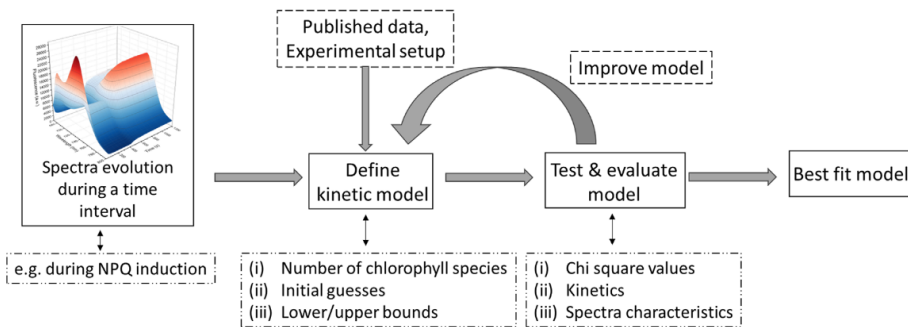 Published data,
Experimental setup
Improve model
Spectra evolution
during a time
interval
Define
kinetic model
Test & evaluate
model
Best fit model
e.g. during NPQ induction
(i) Number of chlorophyll species
(ii) Initial guesses
(iii) Lower/upper bounds
(i) Chi square values
(ii) Kinetics
(iii) Spectra characteristics